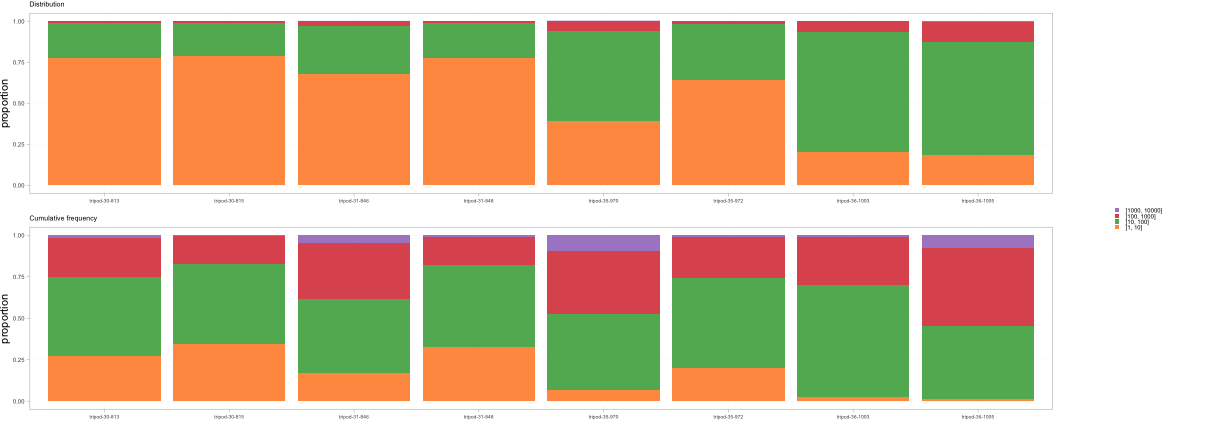 Distribution
proportion
1.00
0.75
0.50
0.25
0.00
tripod-30-813 tripod-30-815 tripod-31-846 tripod-31-848 tripod-35-970 tripod-35-972 tripod-36-1003 tripod-36-1005
Cumulative frequency
proportion
1.00
0.75
0.50
0.25
0.00
tripod-30-813 tripod-30-815 tripod-31-846 tripod-31-848 tripod-35-970 tripod-35-972 tripod-36-1003 tripod-36-1005
]1000, 10000]
]100, 1000]
]10, 100]
]1, 10]